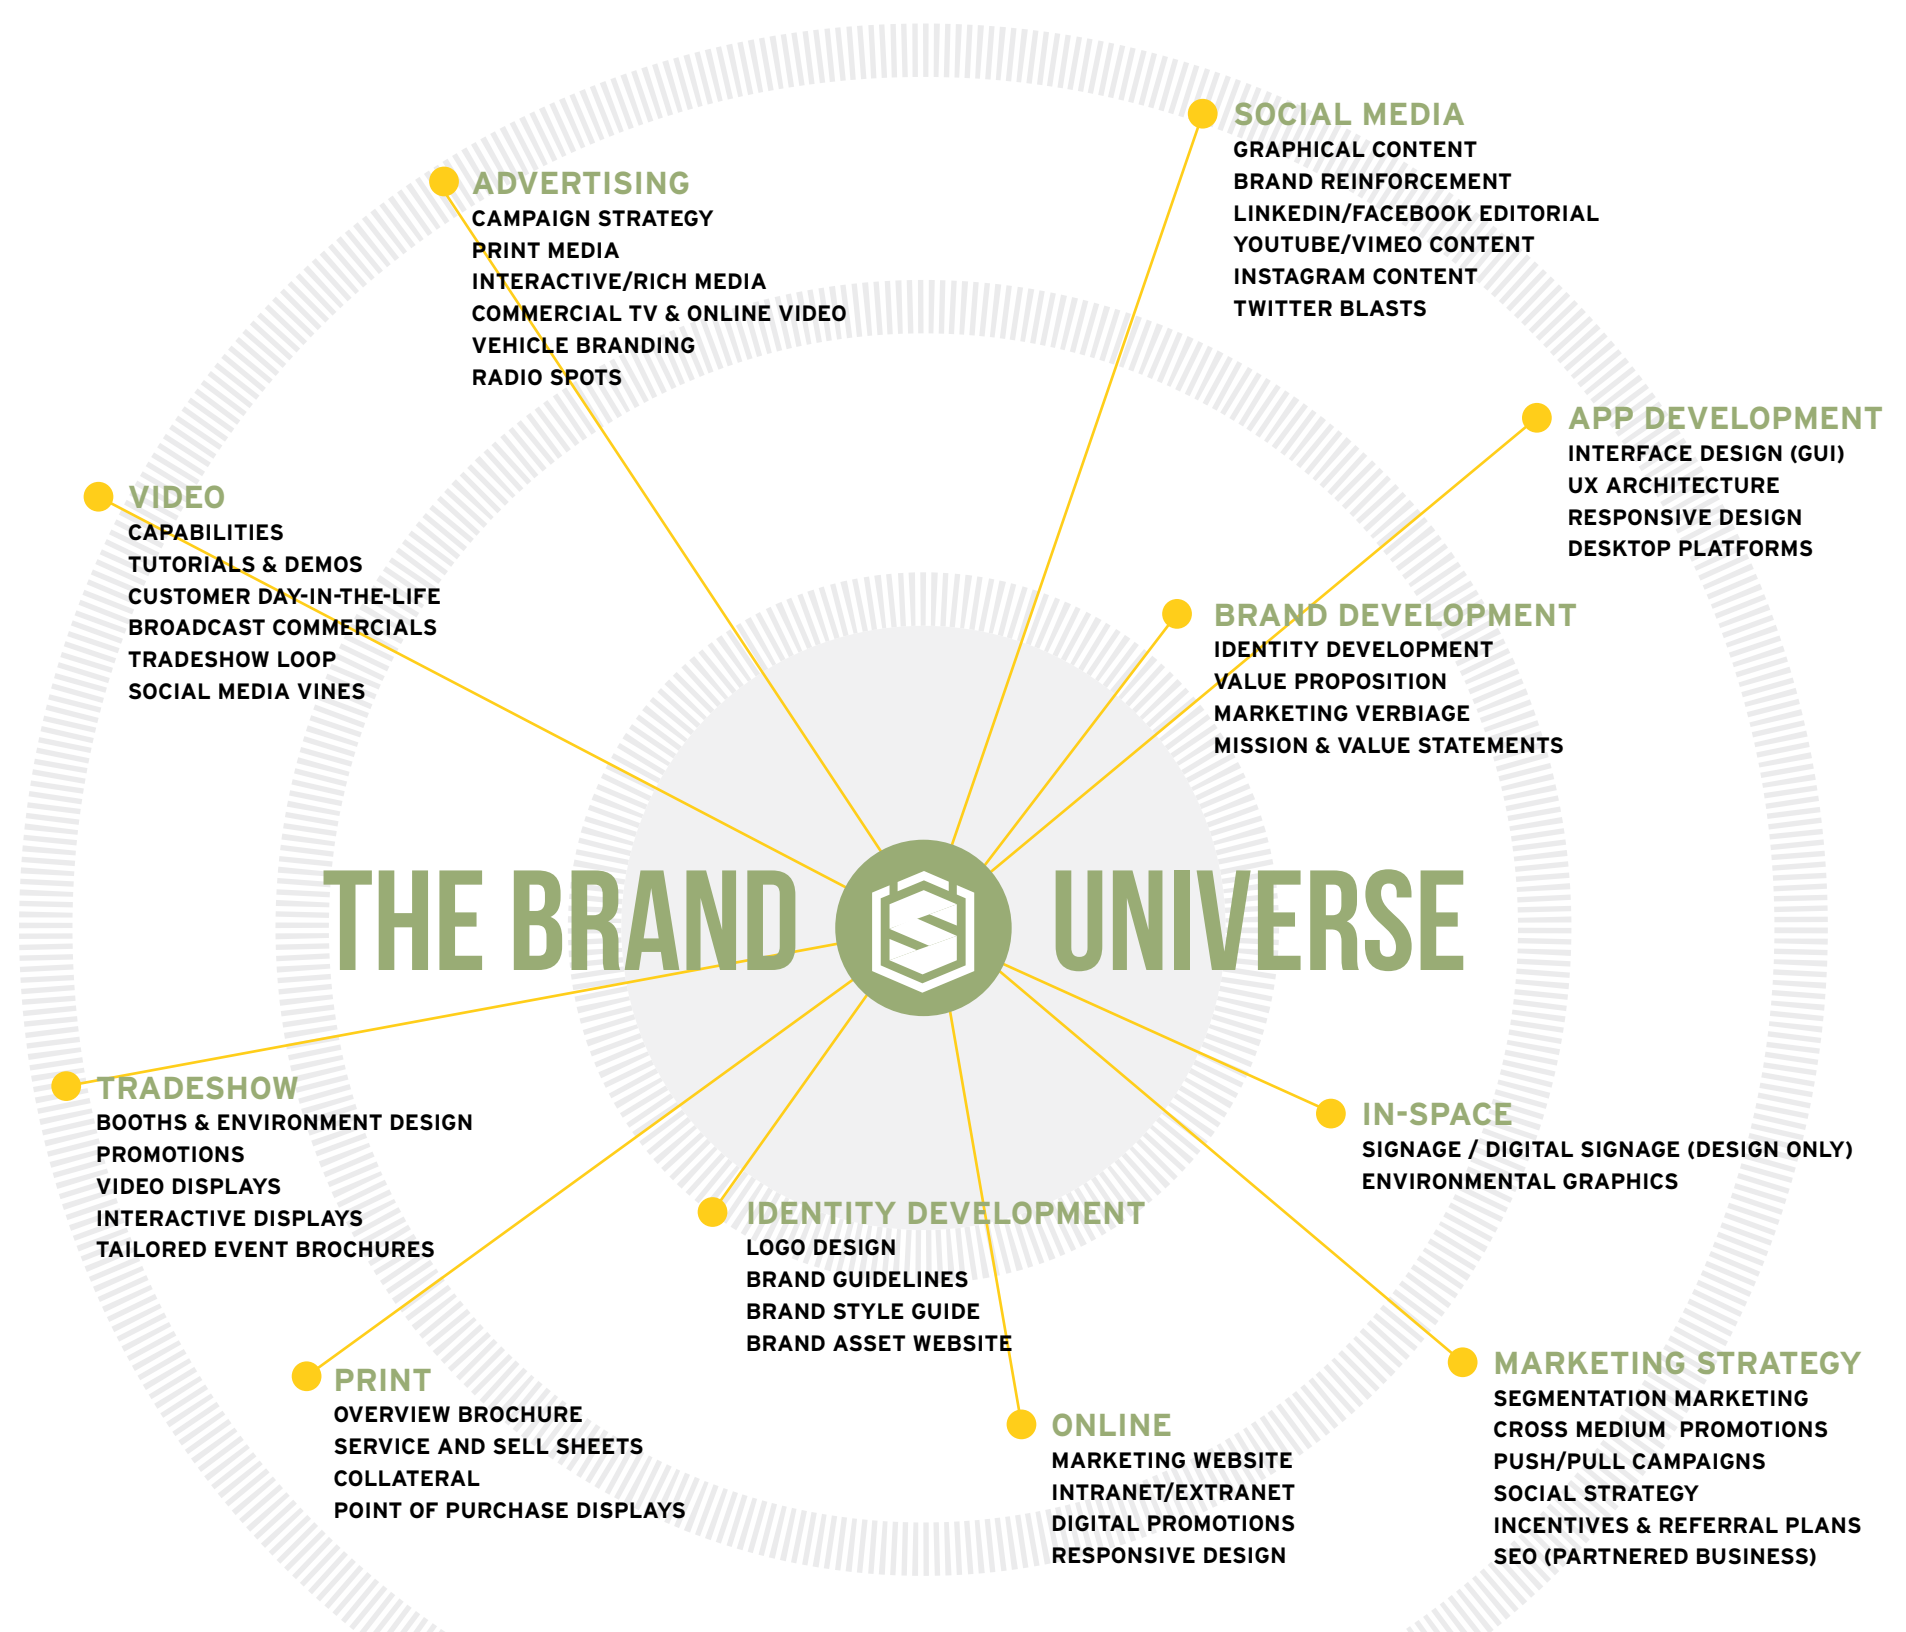 SOCIAL MEDIA
GRAPHICAL CONTENT
BRAND REINFORCEMENT
LINKEDIN/FACEBOOK EDITORIAL
YOUTUBE/VIMEO CONTENT
INSTAGRAM CONTENT
TWITTER BLASTS
ADVERTISING
CAMPAIGN STRATEGY
PRINT MEDIA
INTERACTIVE/RICH MEDIA
COMMERCIAL TV & ONLINE VIDEO
VEHICLE BRANDING
RADIO SPOTS
APP DEVELOPMENT
INTERFACE DESIGN (GUI)
UX ARCHITECTURE
RESPONSIVE DESIGN
DESKTOP PLATFORMS
VIDEO
CAPABILITIES
TUTORIALS & DEMOS
CUSTOMER DAY-IN-THE-LIFE
BROADCAST COMMERCIALS
TRADESHOW LOOP
SOCIAL MEDIA VINES
BRAND DEVELOPMENT
IDENTITY DEVELOPMENT
VALUE PROPOSITION
MARKETING VERBIAGE
MISSION & VALUE STATEMENTS
THE BRAND UNIVERSE
TRADESHOW
BOOTHS & ENVIRONMENT DESIGN
PROMOTIONS
VIDEO DISPLAYS
INTERACTIVE DISPLAYS
TAILORED EVENT BROCHURES
IN-SPACE
SIGNAGE / DIGITAL SIGNAGE (DESIGN ONLY)
ENVIRONMENTAL GRAPHICS
IDENTITY DEVELOPMENT
LOGO DESIGN
BRAND GUIDELINES
BRAND STYLE GUIDE
BRAND ASSET WEBSITE
PRINT
OVERVIEW BROCHURE
SERVICE AND SELL SHEETS
COLLATERAL
POINT OF PURCHASE DISPLAYS
ONLINE
MARKETING WEBSITE
INTRANET/EXTRANET
DIGITAL PROMOTIONS
RESPONSIVE DESIGN
MARKETING STRATEGY
SEGMENTATION MARKETING
CROSS MEDIUM  PROMOTIONS
PUSH/PULL CAMPAIGNS
SOCIAL STRATEGY
INCENTIVES & REFERRAL PLANS
SEO (PARTNERED BUSINESS)